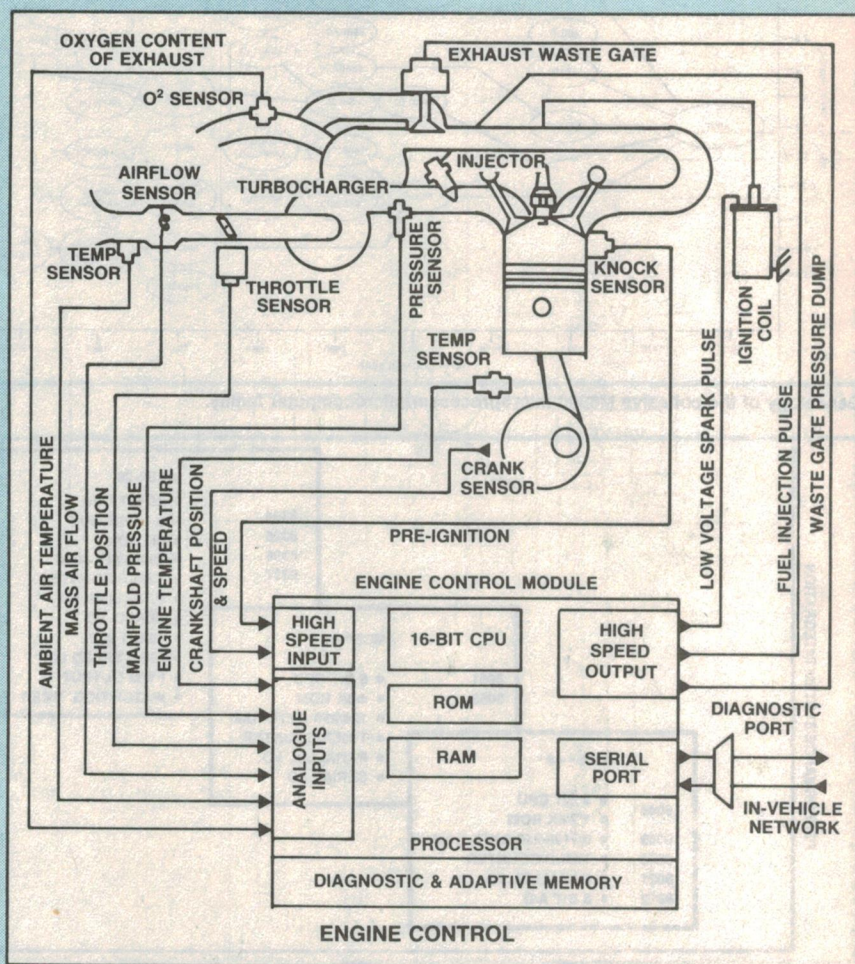 OXYGEN CONTENT
OF EXHAUST
O² SENSOR
EXHAUST WASTE GATE
AIRFLOW
SENSOR
TURBOCHARGER
INJECTOR
TEMP
SENSOR
THROTTLE
SENSOR
PRESSURE
SENSOR
KNOCK
SENSOR
IGNITION
COIL
TEMP
SENSOR
CRANK
SENSOR
PRE-IGNITION
AMBIENT AIR TEMPERATURE
MASS AIR FLOW
THROTTLE POSITION
MANIFOLD PRESSURE
ENGINE TEMPERATURE
CRANKSHAFT POSITION
& SPEED
LOW VOLTAGE SPARK PULSE
FUEL INJECTION PULSE
WASTE GATE PRESSURE DUMP
ENGINE CONTROL MODULE
HIGH
SPEED
INPUT
16-BIT CPU
HIGH
SPEED
OUTPUT
ROM
ANALOGUE
INPUTS
RAM
SERIAL
PORT
DIAGNOSTIC
PORT
IN-VEHICLE
NETWORK
PROCESSOR
DIAGNOSTIC & ADAPTIVE MEMORY
ENGINE CONTROL